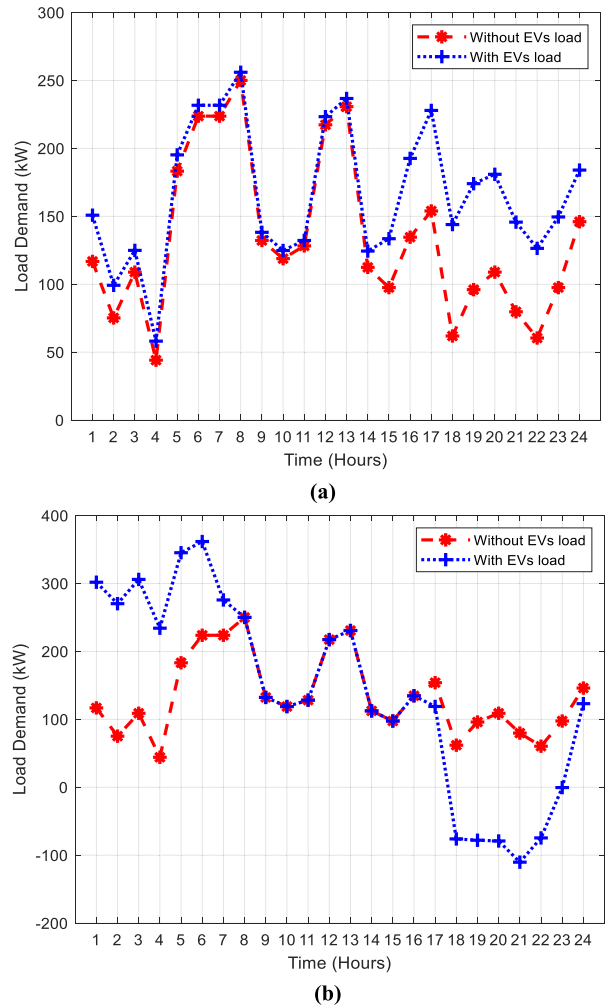 300
250
200
150
100
50
0
Load Demand (kW)
Without EVs load
With EVs load
1 2 3 4 5 6 7 8 9 10 11 12 13 14 15 16 17 18 19 20 21 22 23 24
Time (Hours)
(a)
400
300
200
100
0
-100
-200
Load Demand (kW)
Without EVs load
With EVs load
1 2 3 4 5 6 7 8 9 10 11 12 13 14 15 16 17 18 19 20 21 22 23 24
Time (Hours)
(b)